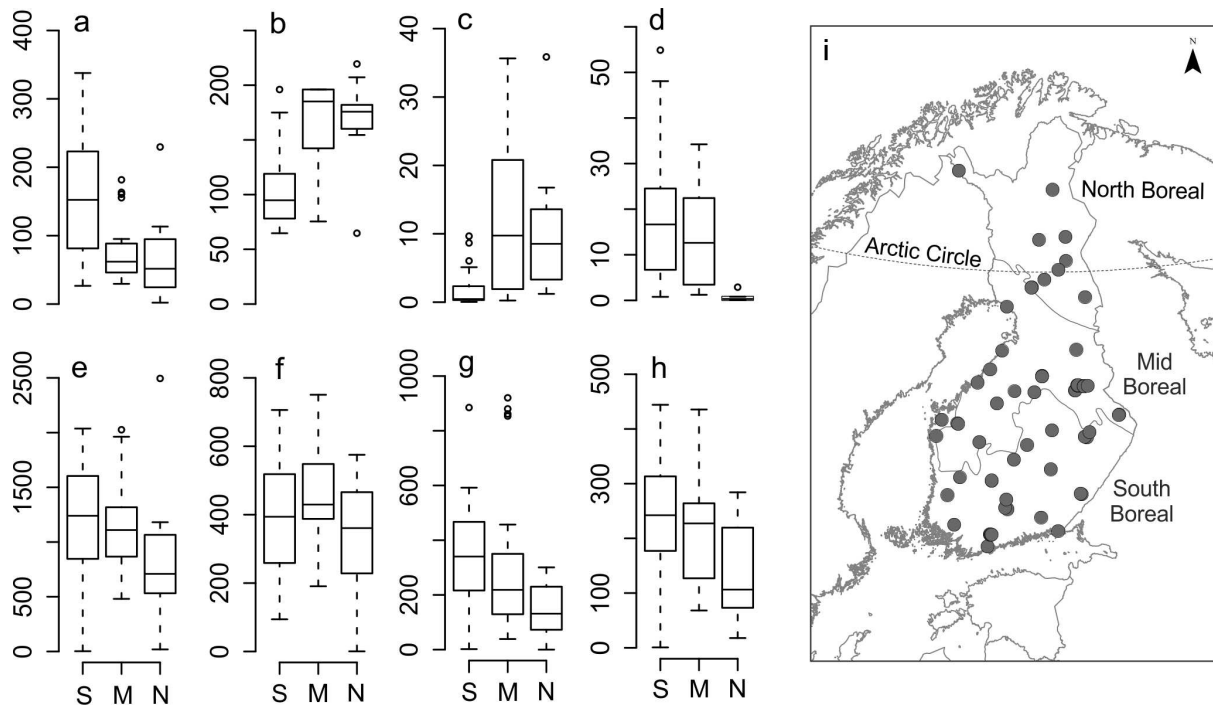 a b c d i
400 300 200 100 0
200 100 50 0
40 30 20 10 0
60 50 30 10 0
N
North Boreal
Arctic Circle
Mid
Boreal
South
Boreal
e f g h
2500 1500 500 0
800 600 400 200 0
1000 600 200 0
500 300 100 0
S M N S M N S M N S M N